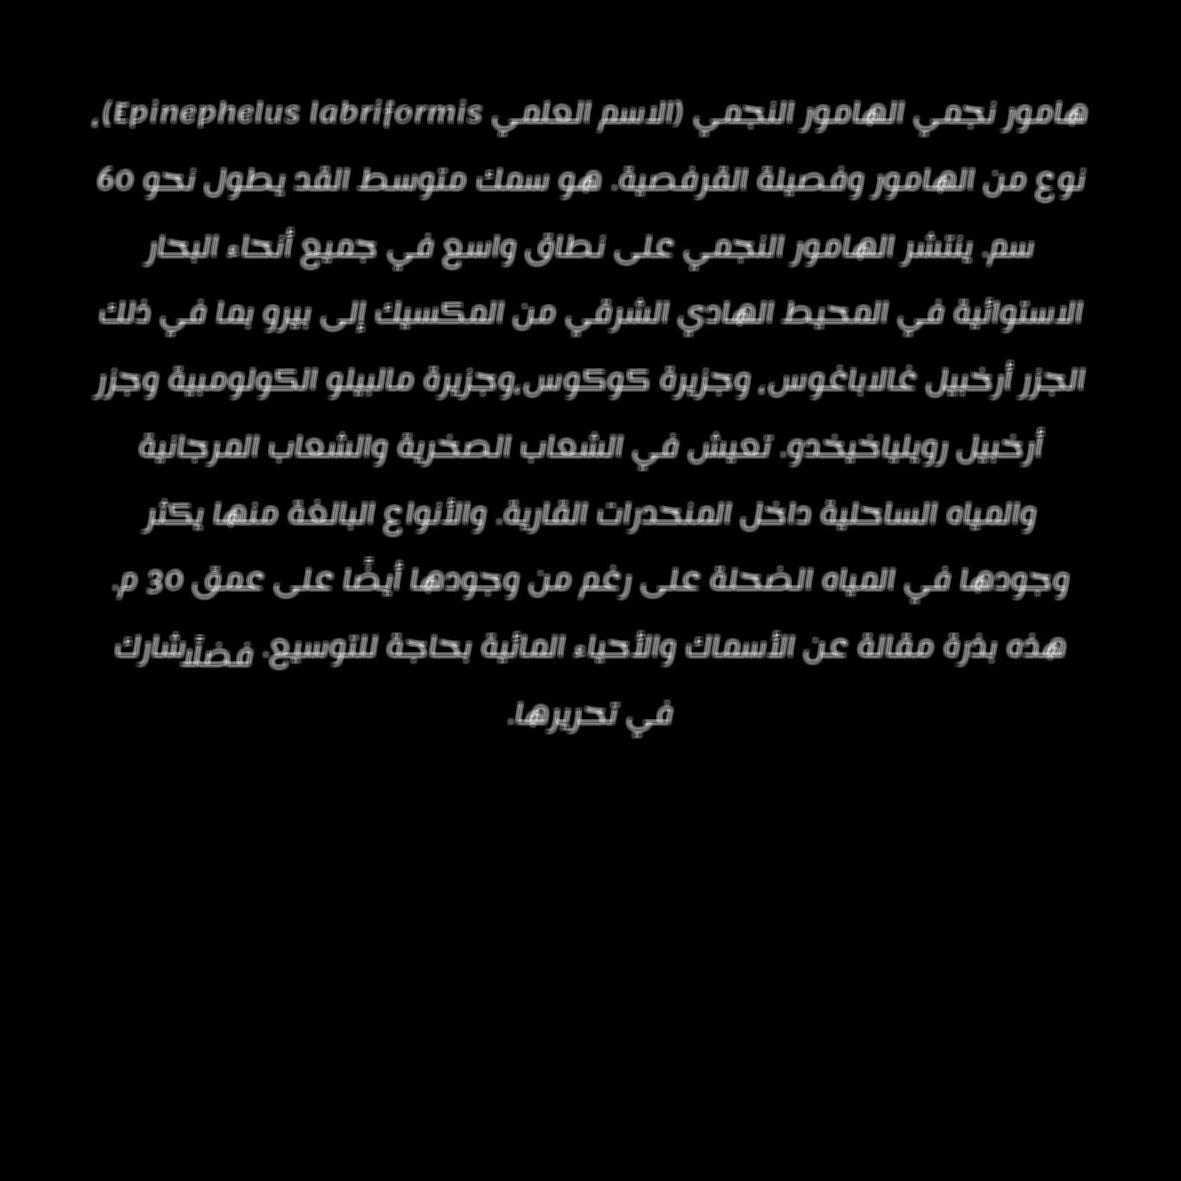 هامور نجمي الهامور النجمي (الاسم العلمي Epinephelus labriformis)،
نوع من الهامور وفصيلة القرفصية. هو سمك متوسط القد يطول نحو 60
سم. ينتشر الهامور النجمي على نطاق واسع في جميع أنحاء البحار
الاستوائية في المحيط الهادي الشرقي من المكسيك إلى بيرو بما في ذلك
الجزر أرخبيل غالاباغوس، وجزيرة كوكوس،وجزيرة مالبيلو الكولومبية وجزر
أرخبيل رويلياخيخدو. تعيش في الشعاب الصخرية والشعاب المرجانية
والمياه الساحلية داخل المنحدرات القارية. والأنواع البالغة منها يكثر
وجودها في المياه الضحلة على رغم من وجودها أيضًا على عمق 30 م.
هذه بذرة مقالة عن الأسماك والأحياء المائية بحاجة للتوسيع. فضلًاشارك
في تحريرها.